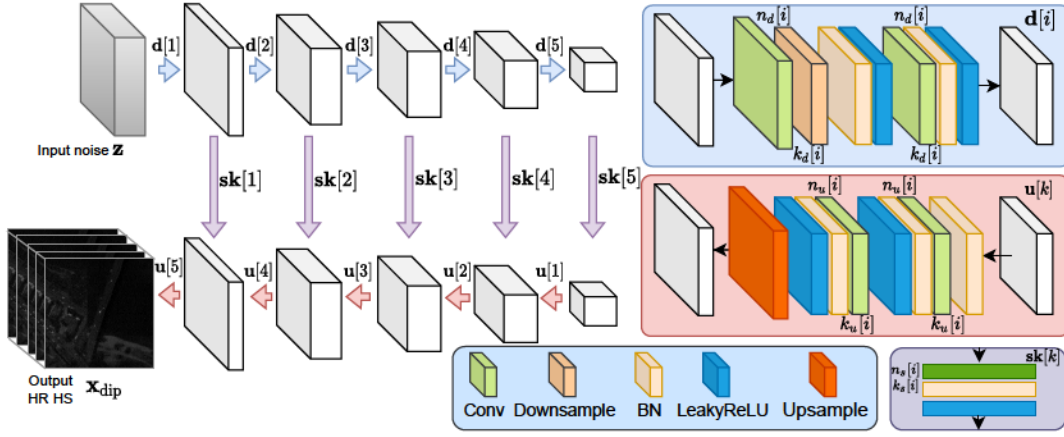 d[1] d[2] d[3] d[4] d[5]
Input noise z
sk[1] sk[2] sk[3] sk[4] sk[5]
u[5] u[4] u[3] u[2] u[1]
Output
HR HS x_dip
n_d[i] n_d[i] d[i]
k_d[i] k_d[i]
n_u[i] n_u[i] u[k]
k_u[i] k_u[i]
Conv Downsample BN LeakyReLU Upsample
sk[k]
n_s[i]
k_s[i]